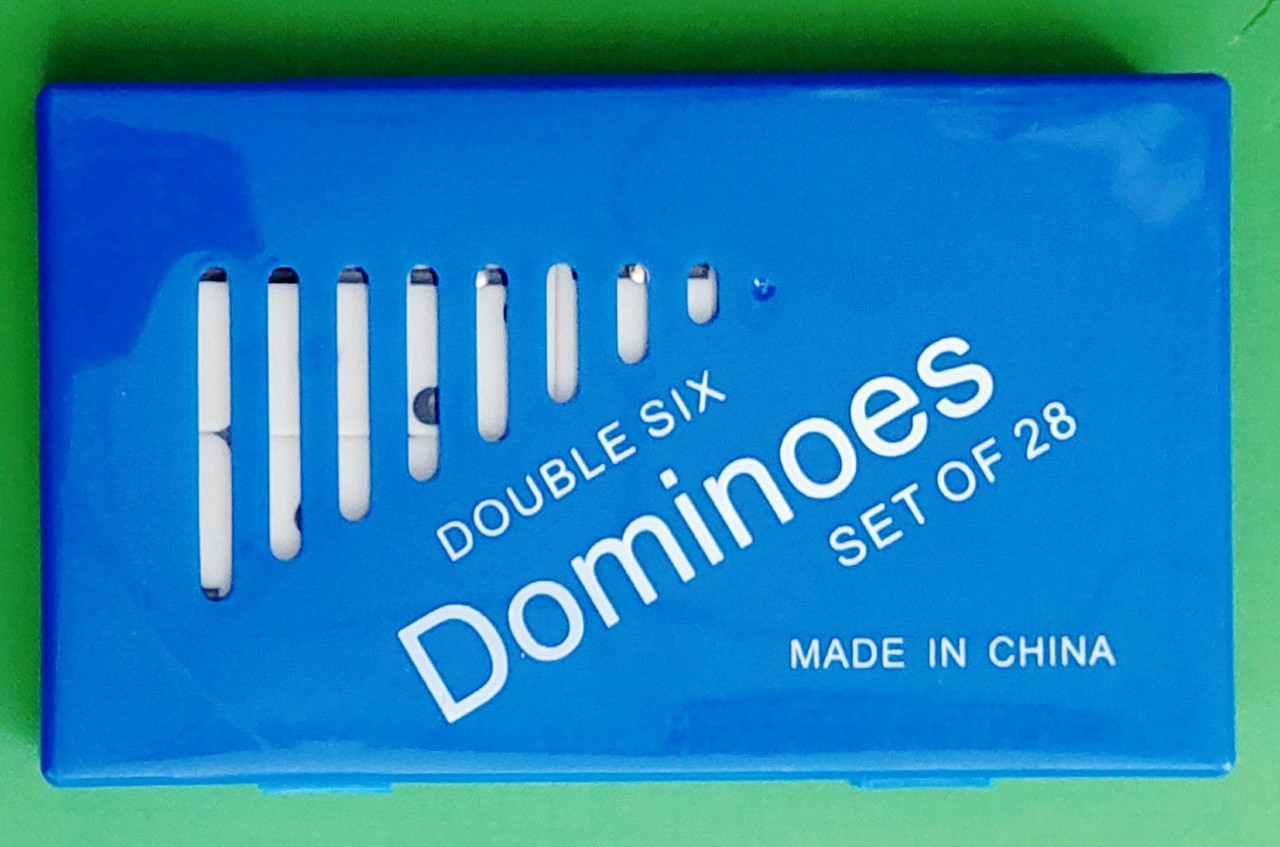 DOUBLE SIX
Dominoes
SET OF 28
MADE IN CHINA